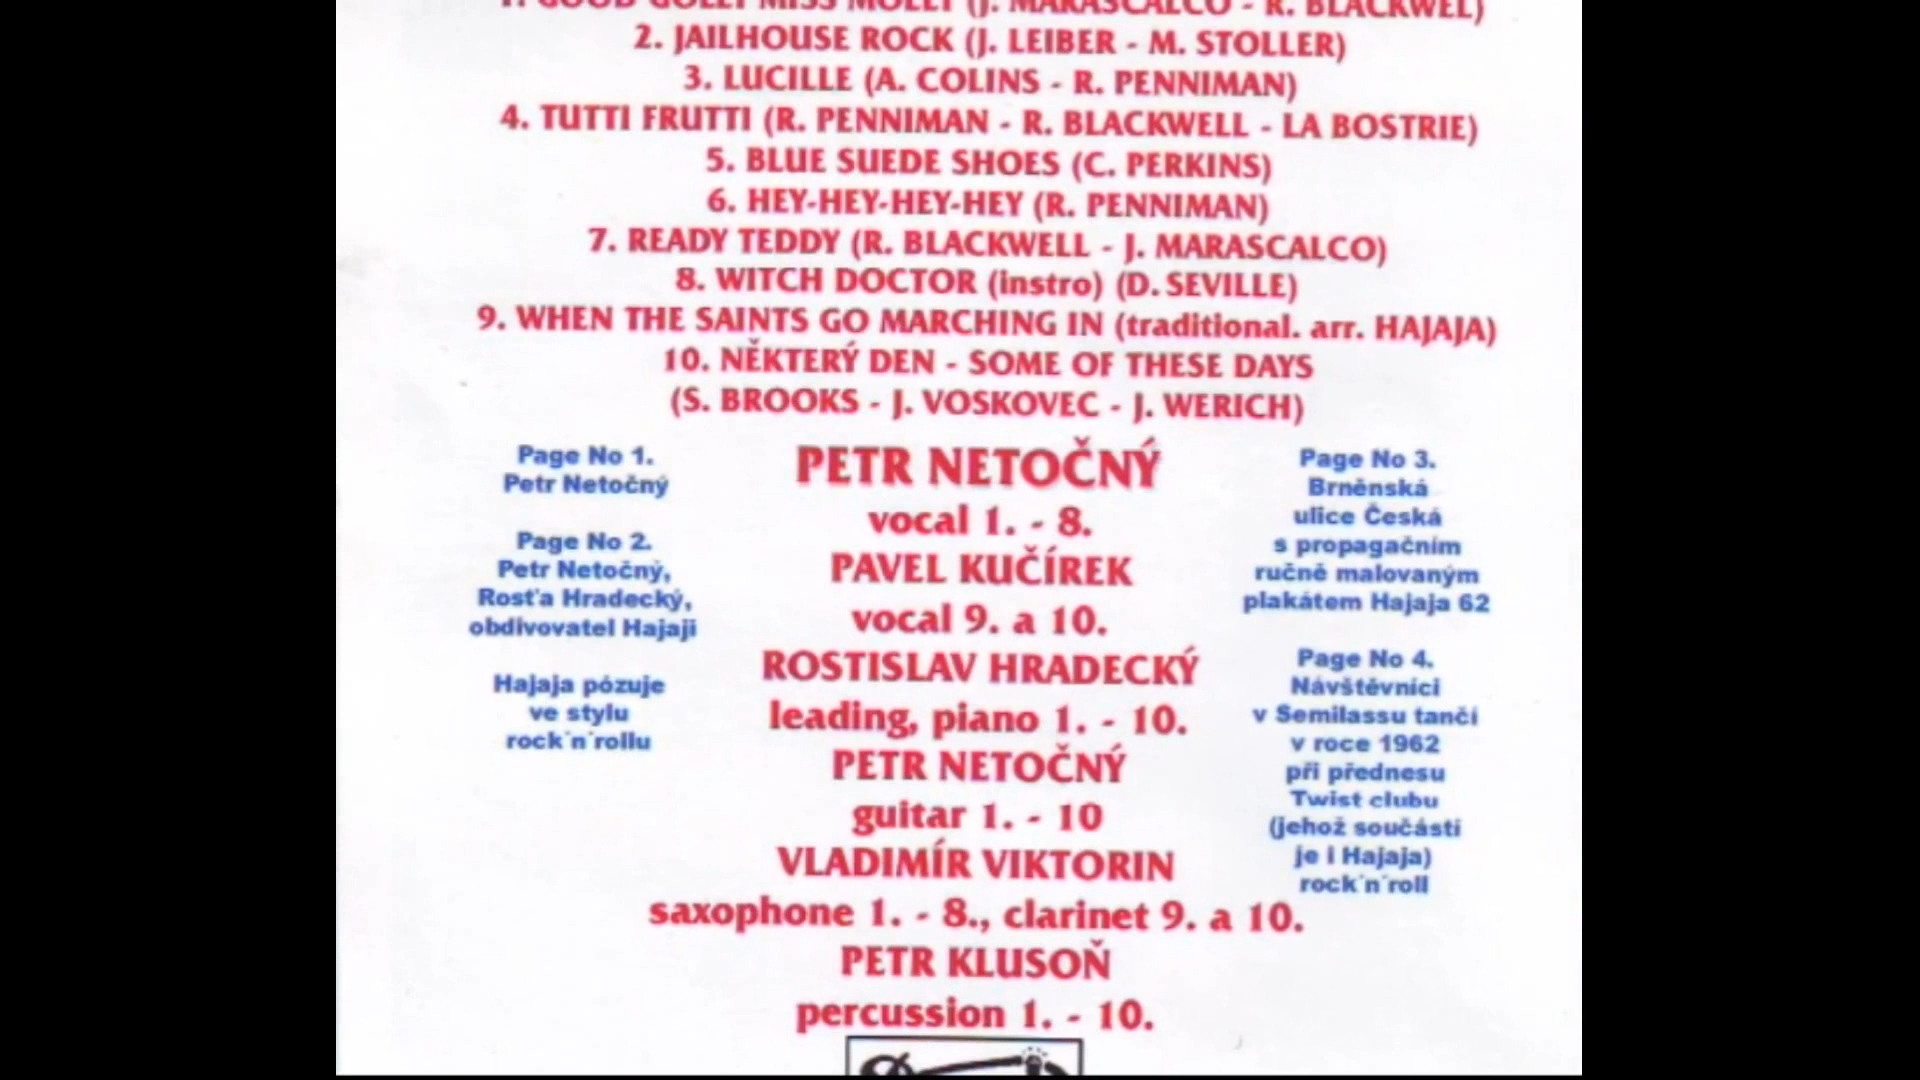 1. GOOD GOLLY MISS MOLLY (J. MARASCALCO - R. BLACKWEL)
2. JAILHOUSE ROCK (J. LEIBER - M. STOLLER)
3. LUCILLE (A. COLINS - R. PENNIMAN)
4. TUTTI FRUTTI (R. PENNIMAN - R. BLACKWELL - LA BOSTRIE)
5. BLUE SUEDE SHOES (C. PERKINS)
6. HEY-HEY-HEY-HEY (R. PENNIMAN)
7. READY TEDDY (R. BLACKWELL - J. MARASCALCO)
8. WITCH DOCTOR (instro) (D. SEVILLE)
9. WHEN THE SAINTS GO MARCHING IN (traditional. arr. HAJAJA)
10. NĚKTERÝ DEN - SOME OF THESE DAYS
(S. BROOKS - J. VOSKOVEC - J. WERICH)
Page No 1.
Petr Netočný
Page No 2.
Petr Netočný,
Rosťa Hradecký,
obdivovatel Hajaji
Hajaja pózuje
ve stylu
rock´n´rollu
PETR NETOČNÝ
vocal 1. - 8.
PAVEL KUČÍREK
vocal 9. a 10.
ROSTISLAV HRADECKÝ
leading, piano 1. - 10.
PETR NETOČNÝ
guitar 1. - 10
VLADIMÍR VIKTORIN
saxophone 1. - 8., clarinet 9. a 10.
PETR KLUSOŇ
percussion 1. - 10.
Page No 3.
Brněnská
ulice Česká
s propagačním
ručně malovaným
plakátem Hajaja 62
Page No 4.
Návštěvníci
v Semilassu tančí
v roce 1962
při přednesu
Twist clubu
(jehož součástí
je i Hajaja)
rock´n´roll